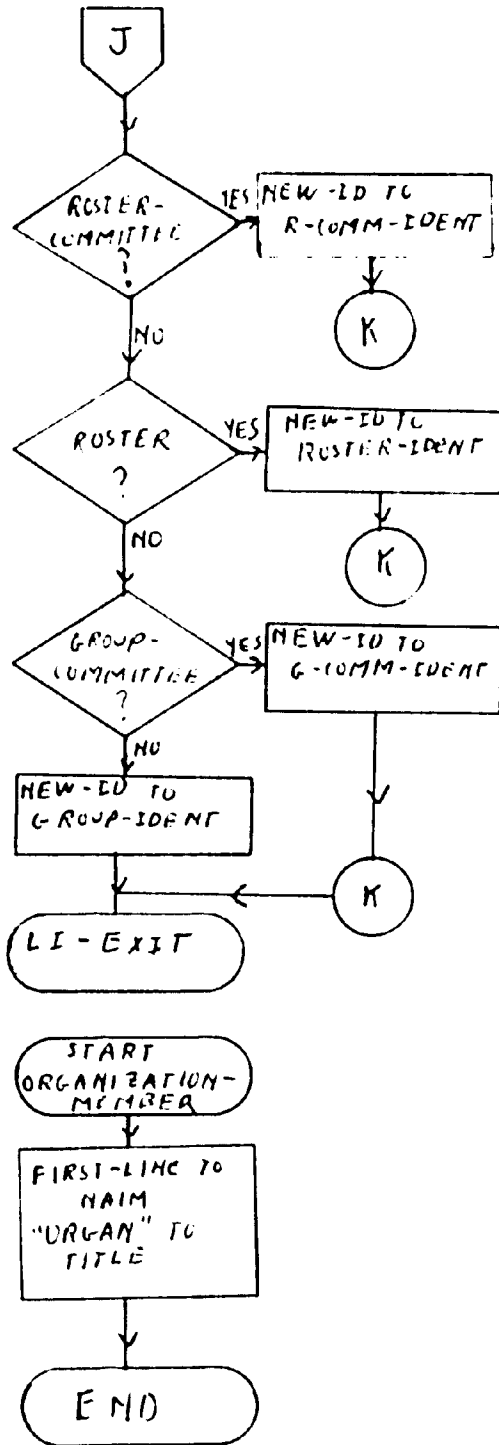 J
ROSTER-
COMMITTEE
?
YES
NEW-ID TO
R-COMM-IDENT
K
NO
ROSTER
?
YES
NEW-ID TO
ROSTER-IDENT
K
NO
GROUP-
COMMITTEE
?
YES
NEW-ID TO
G-COMM-IDENT
NO
NEW-ID TO
GROUP-IDENT
K
LI-EXIT
START
ORGANIZATION-
MEMBER
FIRST-LINE TO
NAIM
"ORGAN" TO
TITLE
END